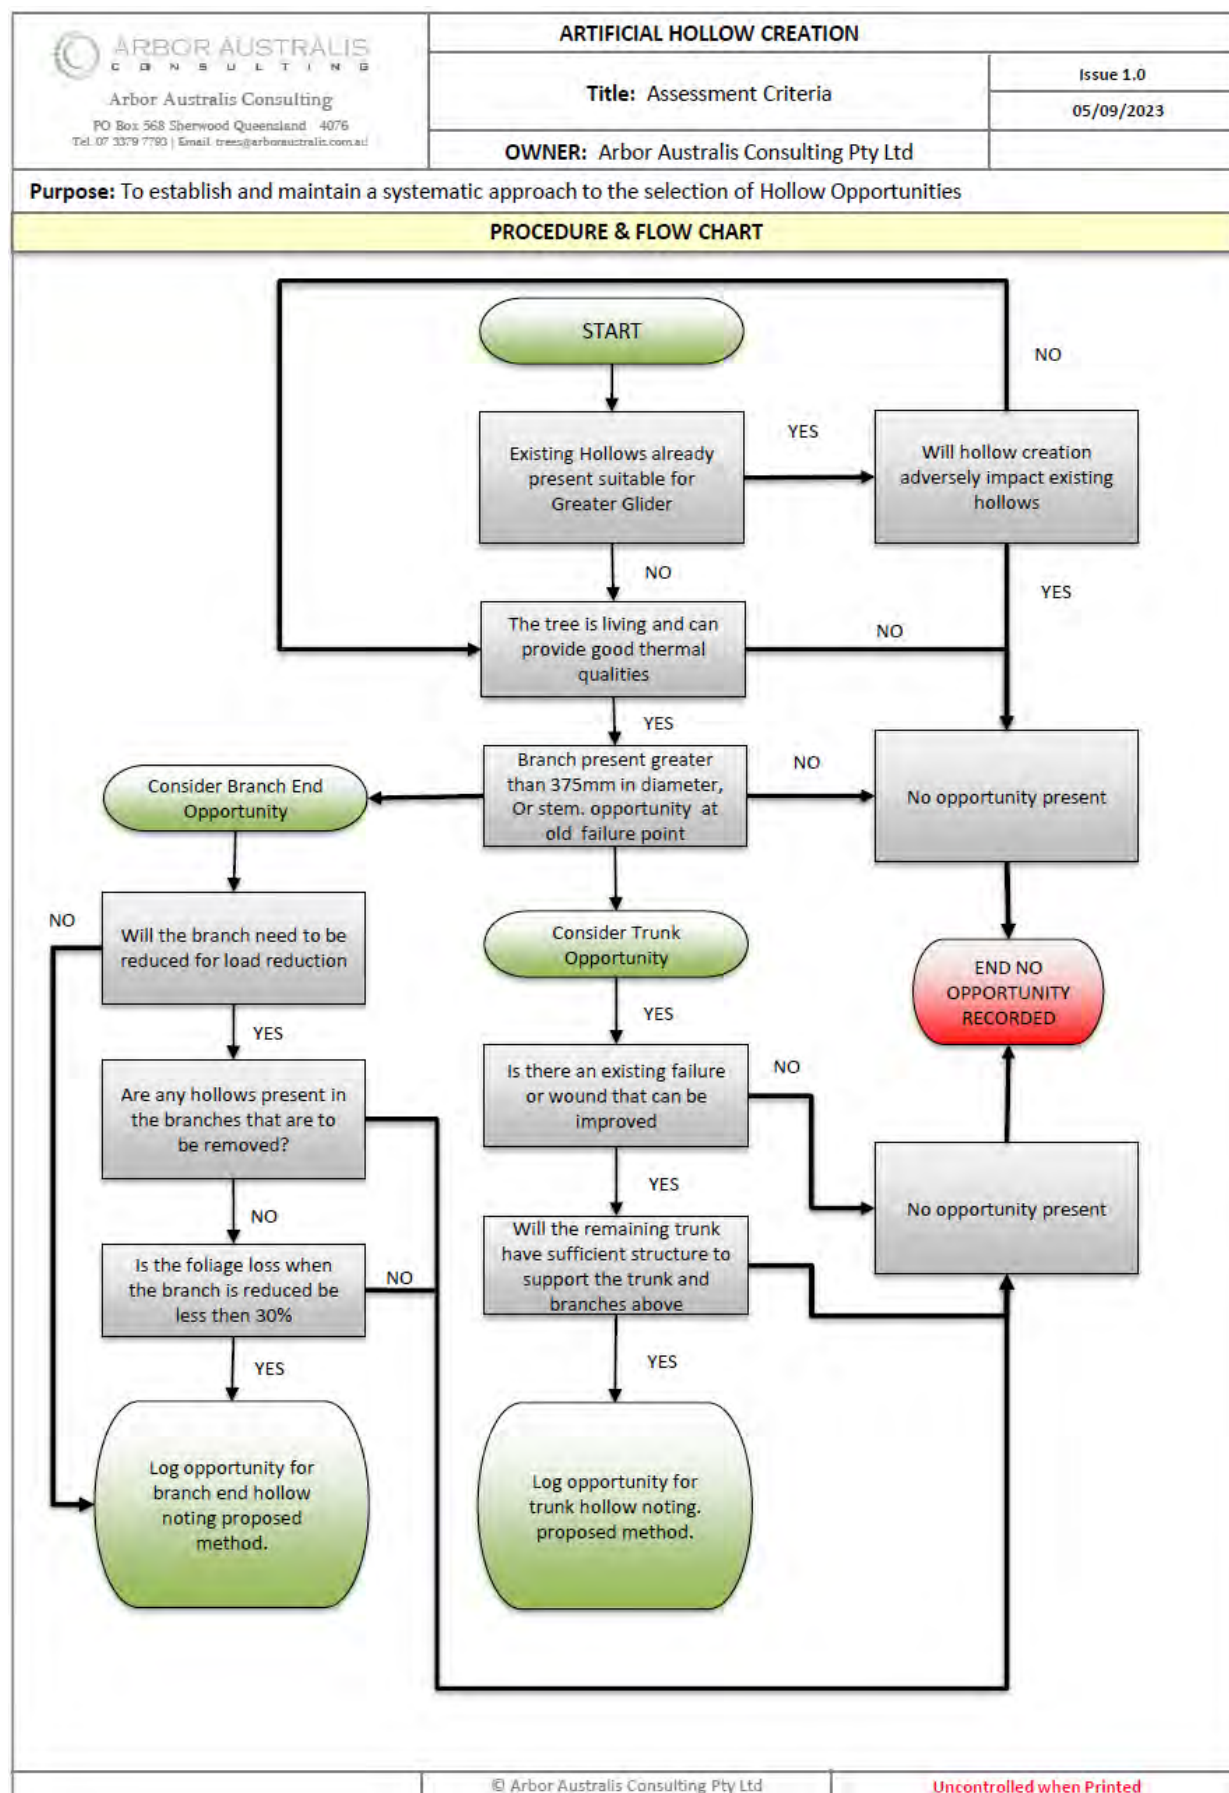 ARBOR AUSTRALIS
CONSULTING
Arbor Australis Consulting
PO Box 568 Sherwood Queensland 4076
Tel. 07 3379 7793 | Email. trees@arboraustralis.com.au
ARTIFICIAL HOLLOW CREATION
Title: Assessment Criteria
Issue 1.0
05/09/2023
OWNER: Arbor Australis Consulting Pty Ltd
Purpose: To establish and maintain a systematic approach to the selection of Hollow Opportunities
PROCEDURE & FLOW CHART
START
NO
Existing Hollows already
present suitable for
Greater Glider
YES
Will hollow creation
adversely impact existing
hollows
NO
YES
The tree is living and can
provide good thermal
qualities
NO
YES
Branch present greater
than 375mm in diameter,
Or stem. opportunity at
old failure point
NO
No opportunity present
Consider Branch End
Opportunity
NO
Will the branch need to be
reduced for load reduction
Consider Trunk
Opportunity
END NO
OPPORTUNITY
RECORDED
YES
YES
Are any hollows present in
the branches that are to
be removed?
Is there an existing failure
or wound that can be
improved
NO
NO
YES
No opportunity present
Is the foliage loss when
the branch is reduced be
less then 30%
NO
Will the remaining trunk
have sufficient structure to
support the trunk and
branches above
YES
YES
Log opportunity for
branch end hollow
noting proposed
method.
Log opportunity for
trunk hollow noting.
proposed method.
© Arbor Australis Consulting Pty Ltd
Uncontrolled when Printed